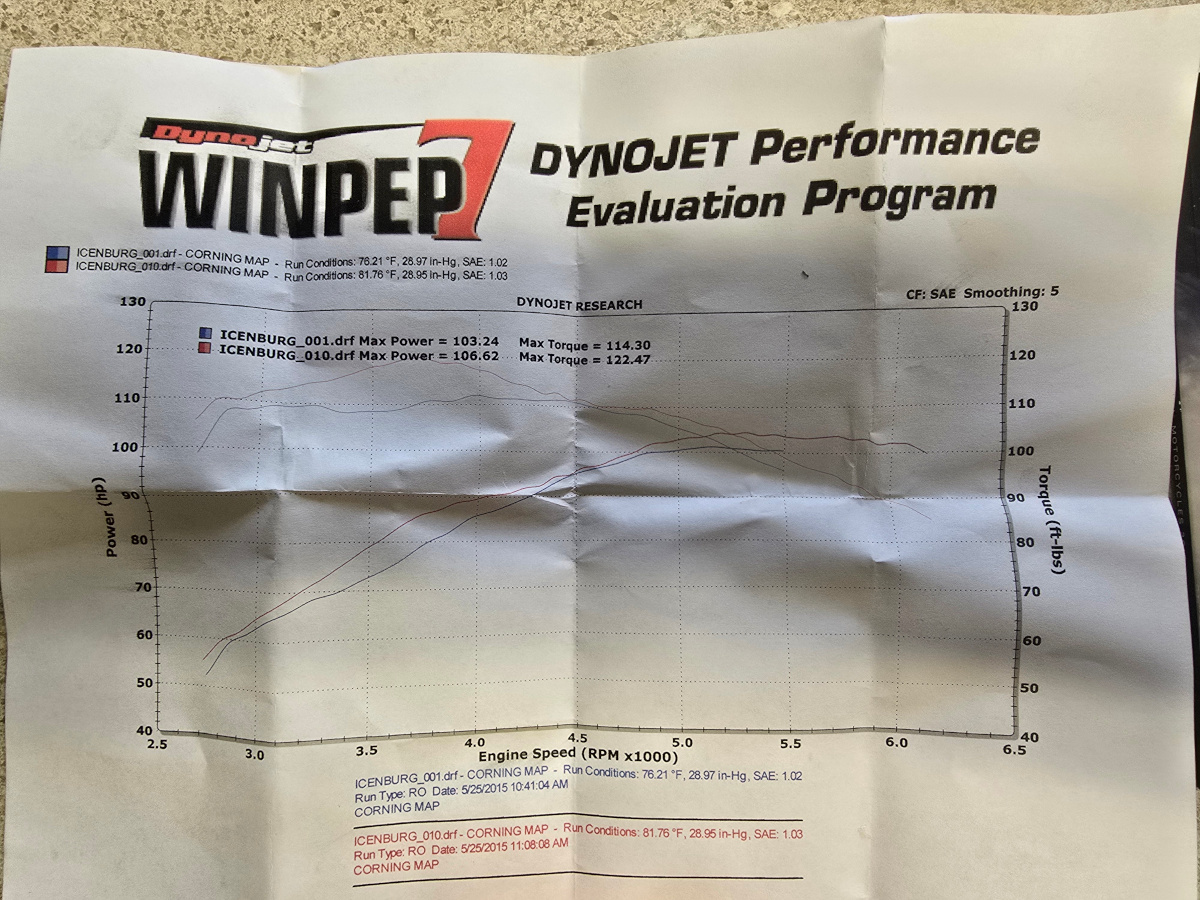 Dynojet
WINPEP 7
DYNOJET Performance
Evaluation Program
ICENBURG_001.drf - CORNING MAP - Run Conditions: 76.21 °F, 28.97 in-Hg, SAE: 1.02
ICENBURG_010.drf - CORNING MAP - Run Conditions: 81.76 °F, 28.95 in-Hg, SAE: 1.03
DYNOJET RESEARCH
CF: SAE Smoothing: 5
ICENBURG_001.drf Max Power = 103.24 Max Torque = 114.30
ICENBURG_010.drf Max Power = 106.62 Max Torque = 122.47
130
120
110
100
90
80
70
60
50
40
Power (hp)
130
120
110
100
90
80
70
60
50
40
Torque (ft-lbs)
2.5 3.0 3.5 4.0 4.5 5.0 5.5 6.0 6.5
Engine Speed (RPM x1000)
ICENBURG_001.drf - CORNING MAP - Run Conditions: 76.21 °F, 28.97 in-Hg, SAE: 1.02
Run Type: RO Date: 5/25/2015 10:41:04 AM
CORNING MAP
ICENBURG_010.drf - CORNING MAP - Run Conditions: 81.76 °F, 28.95 in-Hg, SAE: 1.03
Run Type: RO Date: 5/25/2015 11:08:08 AM
CORNING MAP
MOTORCYCLES